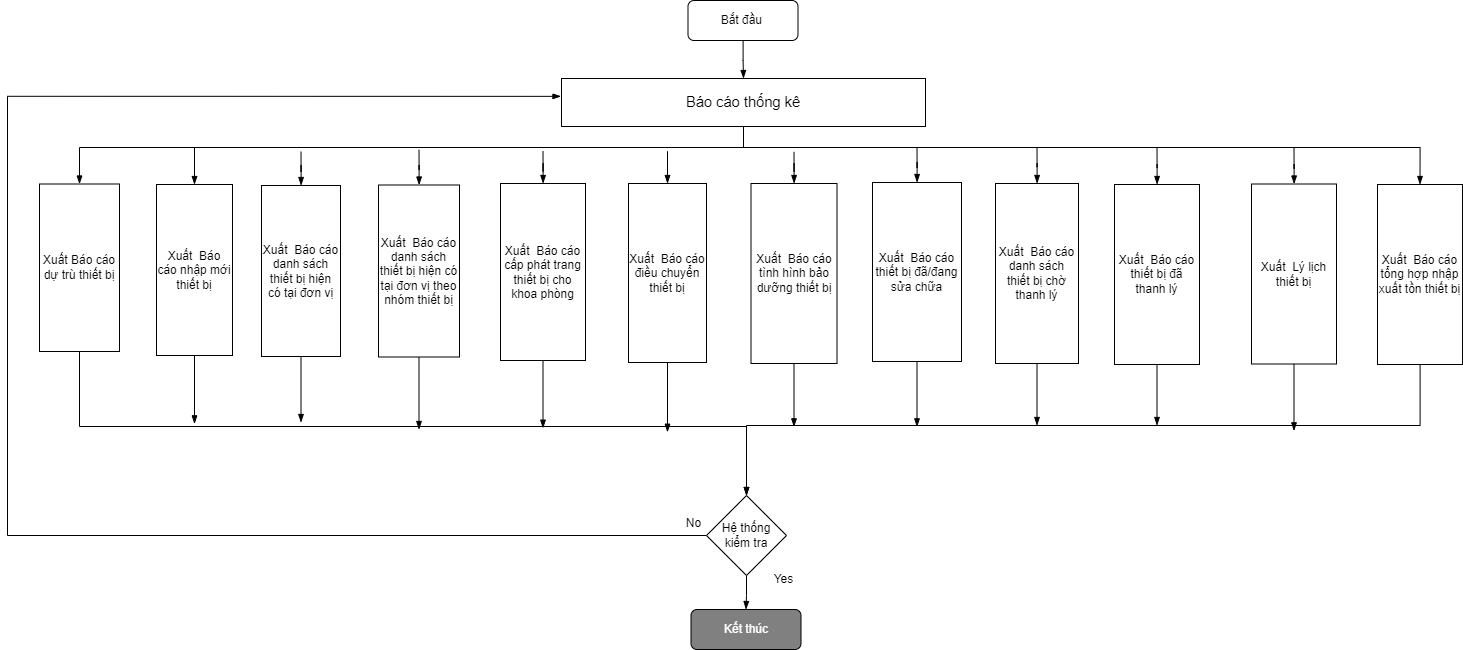 Bắt đầu
Báo cáo thống kê
Xuất Báo cáo
dự trù thiết bị
Xuất Báo
cáo nhập mới
thiết bị
Xuất Báo cáo
danh sách
thiết bị hiện
có tại đơn vị
Xuất Báo cáo
danh sách
thiết bị hiện có
tại đơn vị theo
nhóm thiết bị
Xuất Báo cáo
cấp phát trang
thiết bị cho
khoa phòng
Xuất Báo cáo
điều chuyển
thiết bị
Xuất Báo cáo
tình hình bảo
dưỡng thiết bị
Xuất Báo cáo
thiết bị đã/đang
sửa chữa
Xuất Báo cáo
danh sách
thiết bị chờ
thanh lý
Xuất Báo cáo
thiết bị đã
thanh lý
Xuất Lý lịch
thiết bị
Xuất Báo cáo
tổng hợp nhập
xuất tồn thiết bị
No
Hệ thống
kiểm tra
Yes
Kết thúc